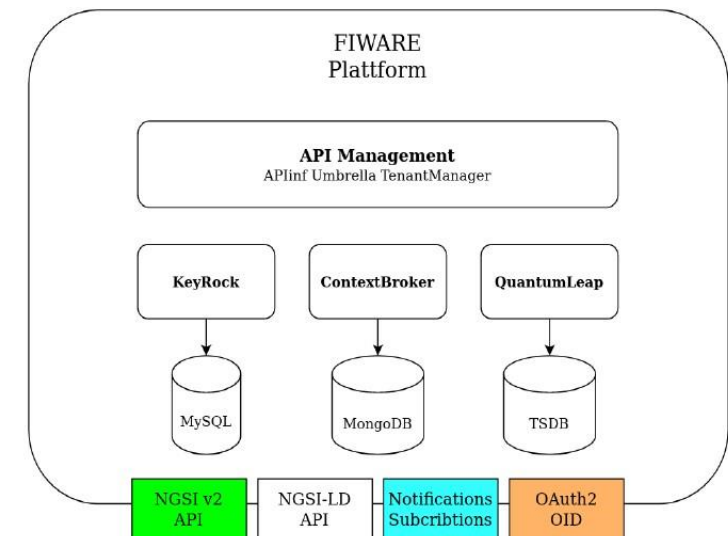 FIWARE
Plattform
API Management
APIinf Umbrella TenantManager
KeyRock
ContextBroker
QuantumLeap
MySQL
MongoDB
TSDB
NGSI v2
API
NGSI-LD
API
Notifications
Subcribtions
OAuth2
OID